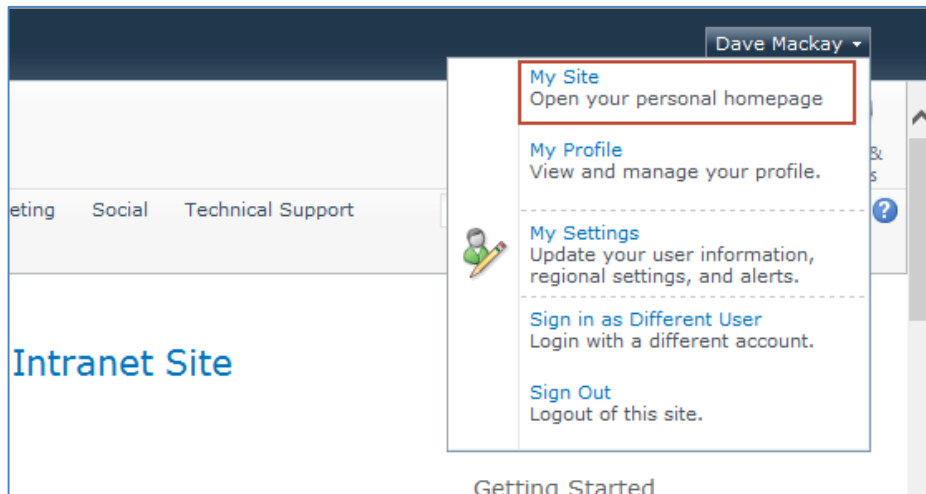 Dave Mackay
My Site
Open your personal homepage
My Profile
View and manage your profile.
&
s
eting Social Technical Support
My Settings
Update your user information,
regional settings, and alerts.
Sign in as Different User
Login with a different account.
Intranet Site
Sign Out
Logout of this site.
Getting Started